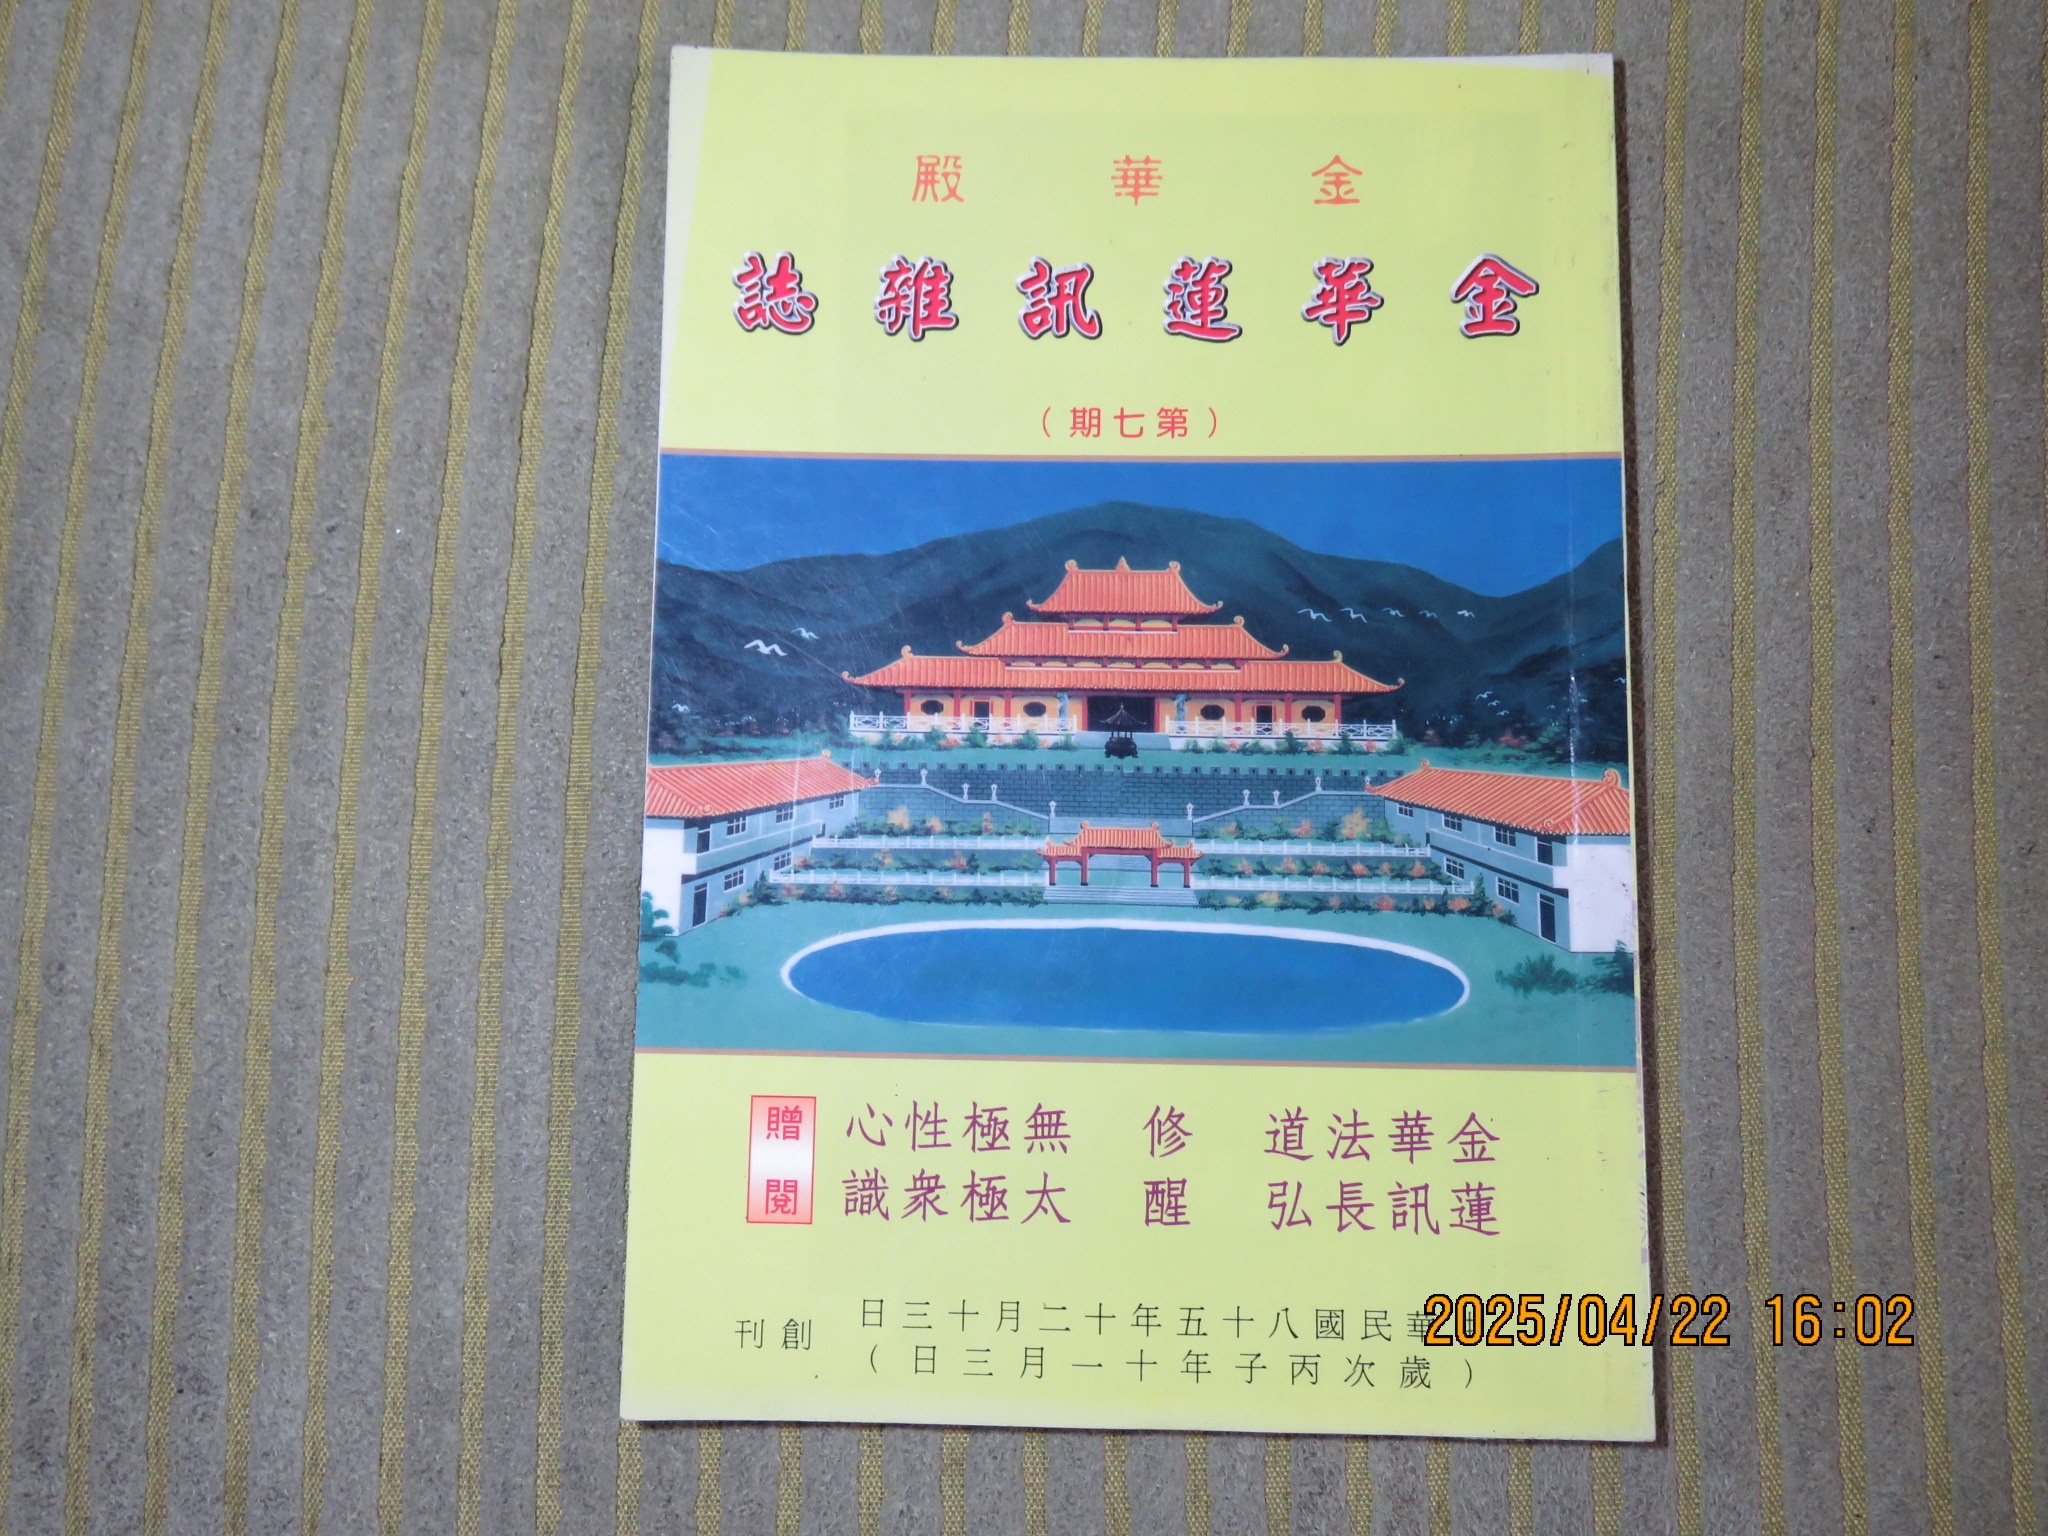 金華殿
金華蓮訊雜誌
（第七期）
金華法道 修 無極性心
蓮訊長弘 醒 太極衆識
贈閱
華民國八十五年十二月十三日
（歲次丙子年十一月三日）
創刊
2025/04/22 16:02